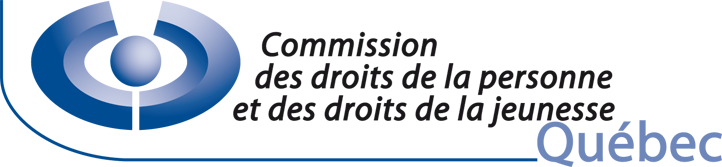 Commission
des droits de la personne
et des droits de la jeunesse
Québec